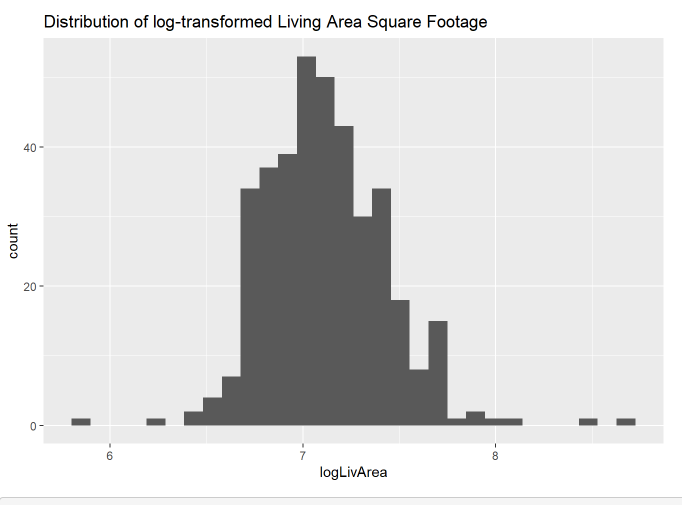 Distribution of log-transformed Living Area Square Footage
40
20
0
count
6 7 8
logLivArea